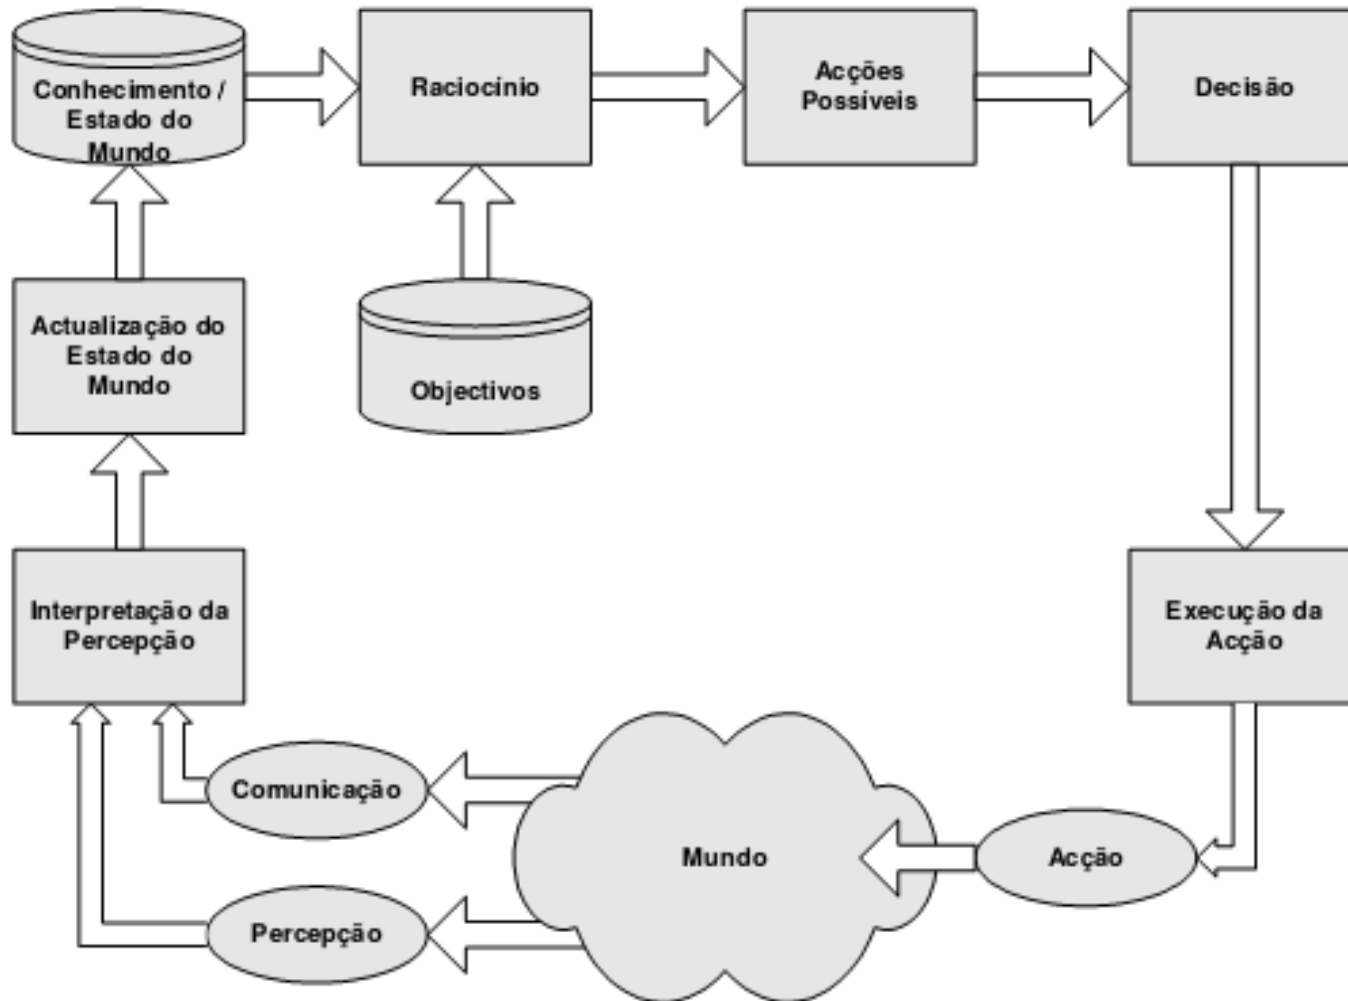 Conhecimento /
Estado do
Mundo
Raciocínio
Acções
Possíveis
Decisão
Actualização do
Estado do
Mundo
Objectivos
Interpretação da
Percepção
Execução da
Acção
Comunicação
Mundo
Acção
Percepção